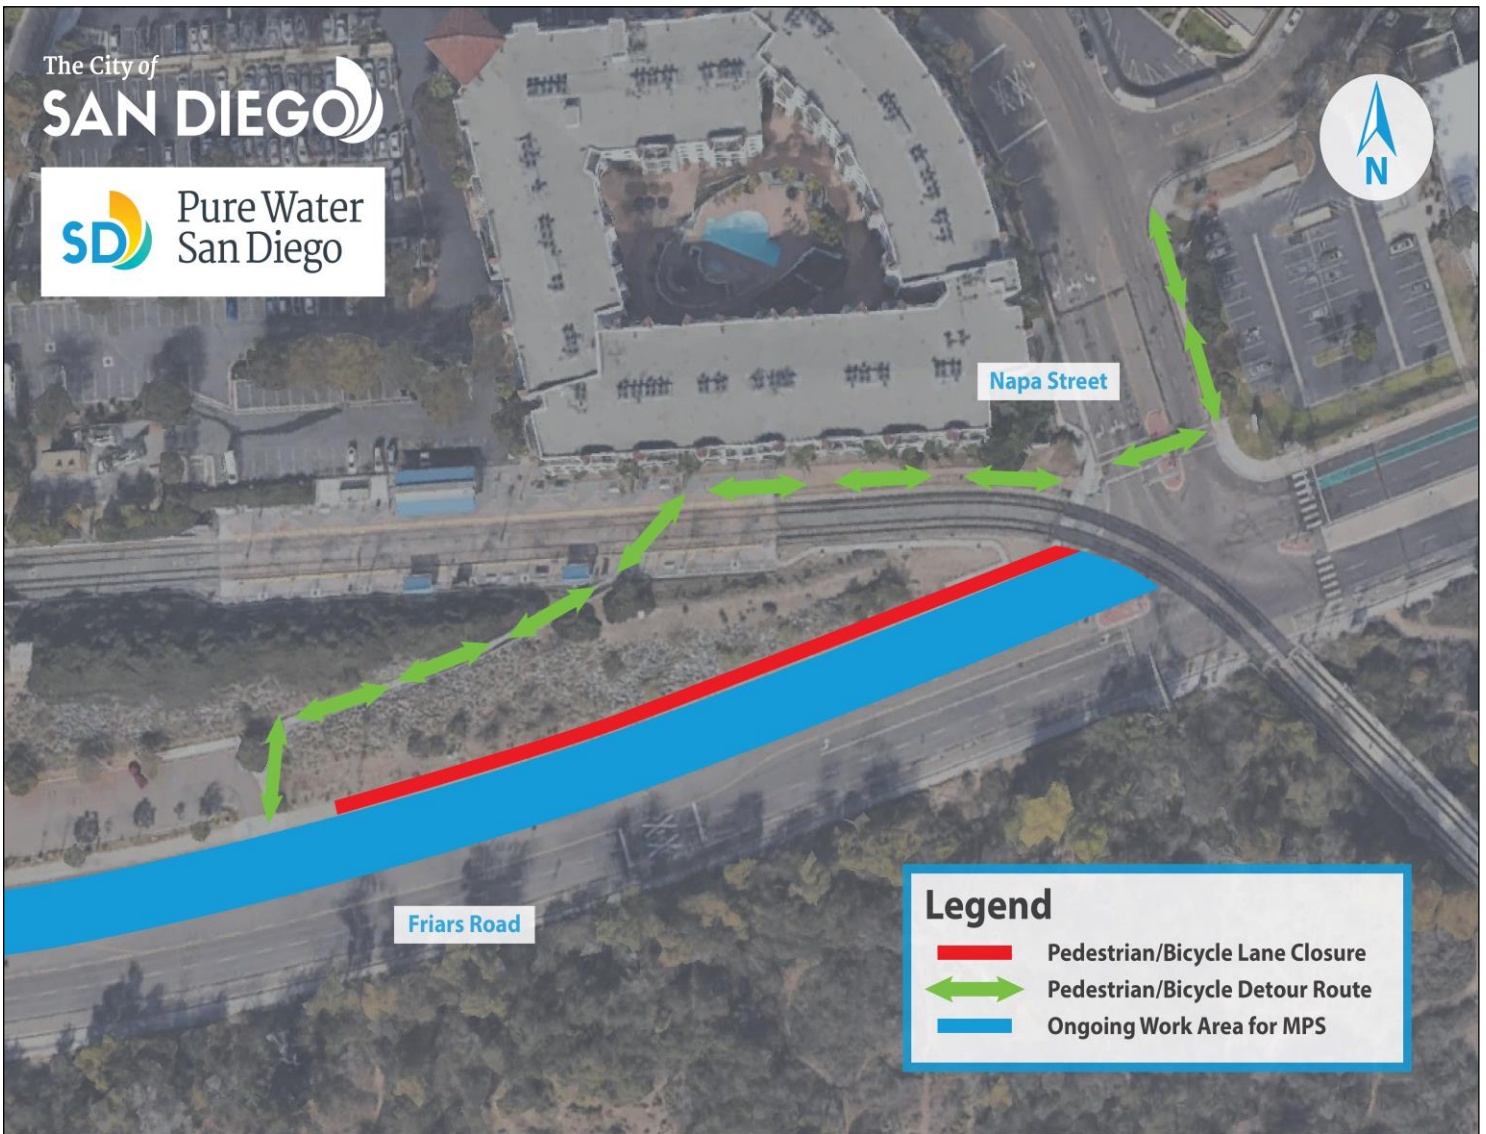 The City of
SAN DIEGO
SD
Pure Water
San Diego
N
Napa Street
Friars Road
Legend
Pedestrian/Bicycle Lane Closure
Pedestrian/Bicycle Detour Route
Ongoing Work Area for MPS